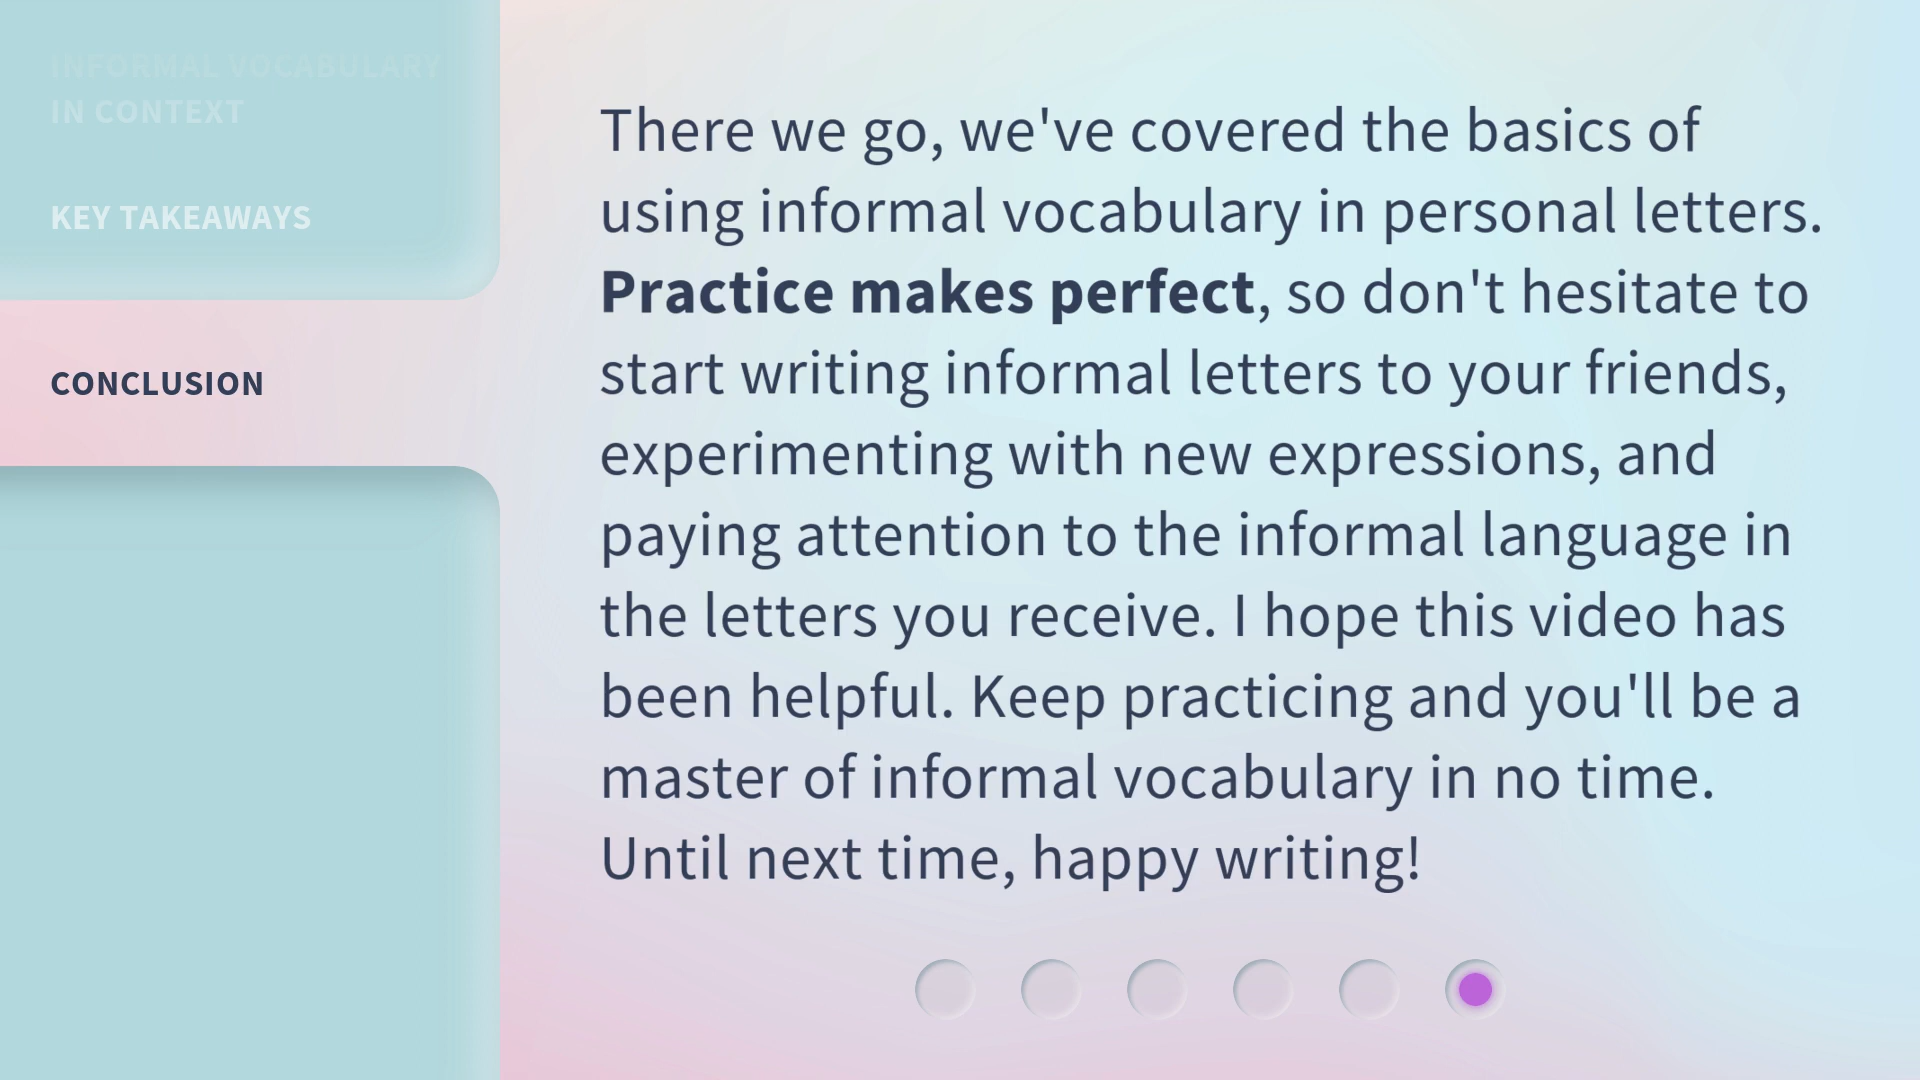 INFORMAL VOCABULARY
IN CONTEXT
KEY TAKEAWAYS
CONCLUSION
There we go, we've covered the basics of
using informal vocabulary in personal letters.
Practice makes perfect, so don't hesitate to
start writing informal letters to your friends,
experimenting with new expressions, and
paying attention to the informal language in
the letters you receive. I hope this video has
been helpful. Keep practicing and you'll be a
master of informal vocabulary in no time.
Until next time, happy writing!